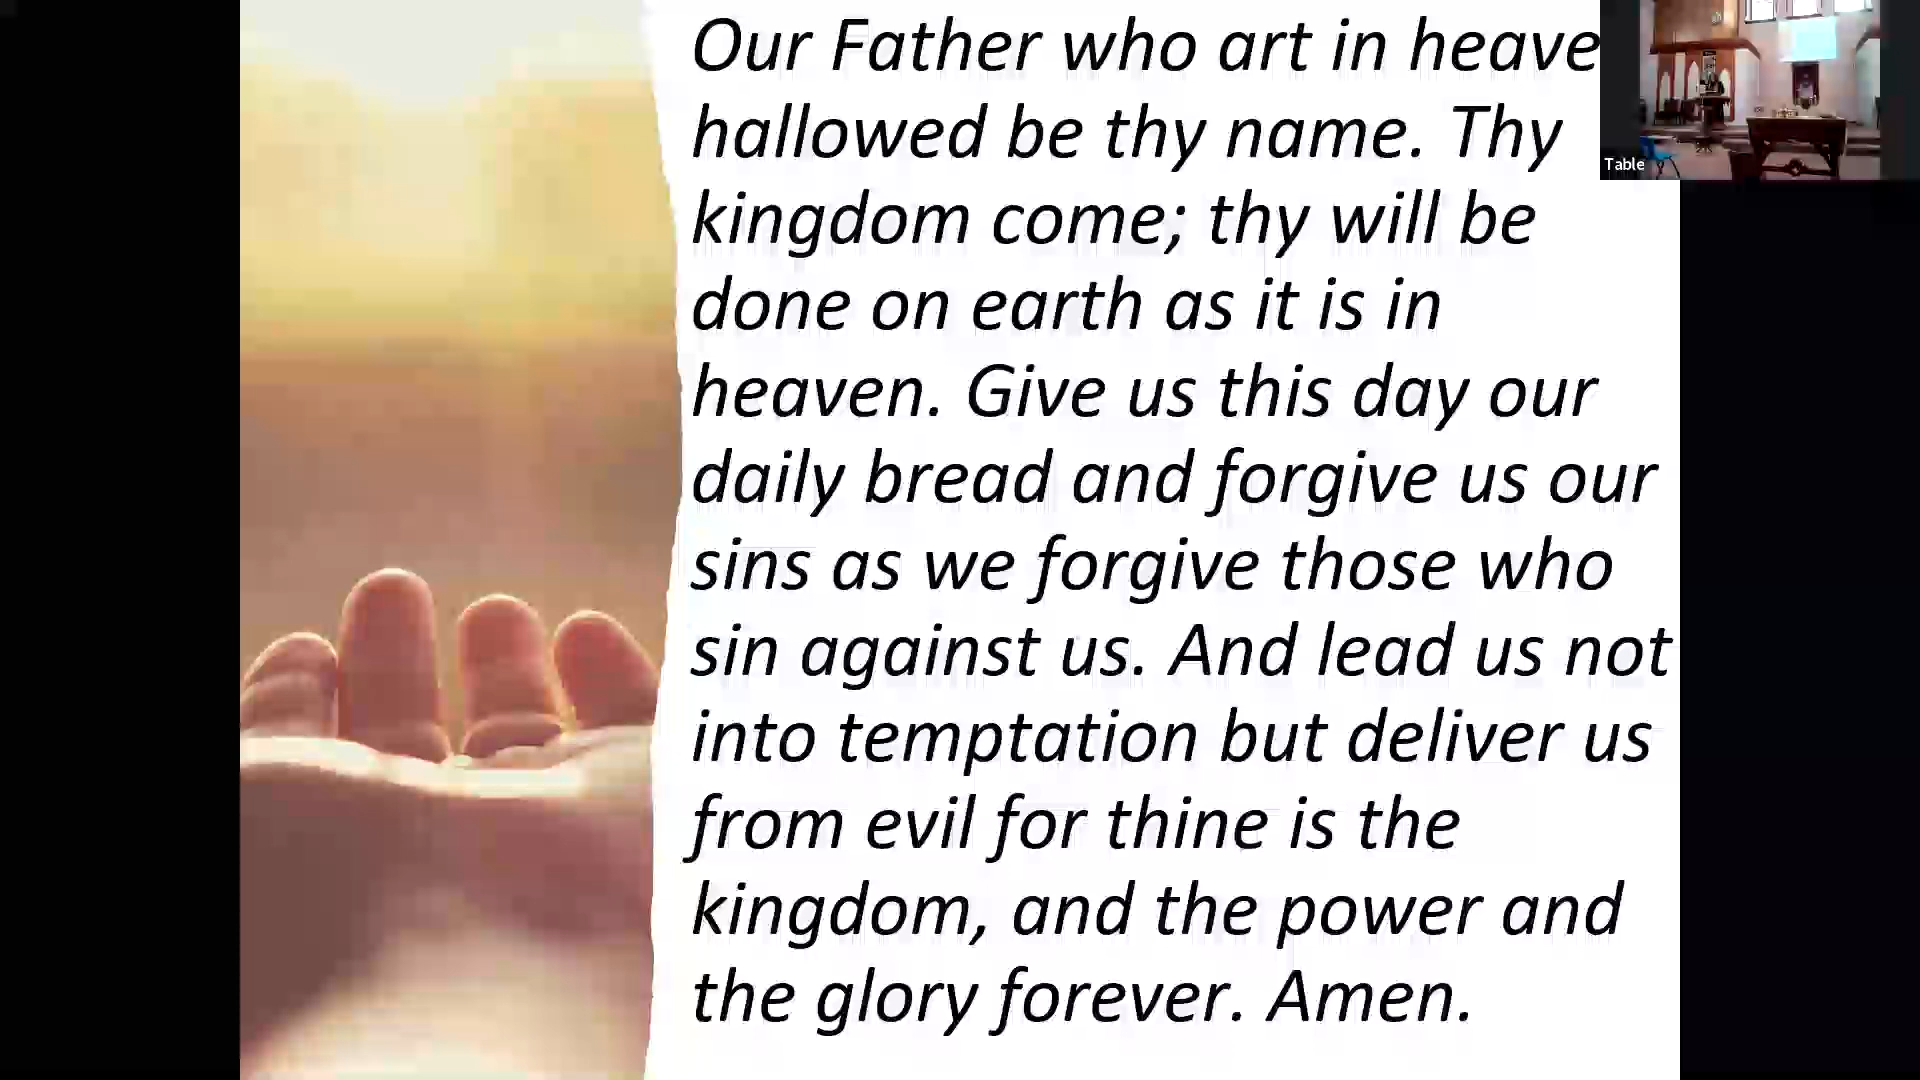 Our Father who art in heave
hallowed be thy name. Thy
kingdom come; thy will be
done on earth as it is in
heaven. Give us this day our
daily bread and forgive us our
sins as we forgive those who
sin against us. And lead us not
into temptation but deliver us
from evil for thine is the
kingdom, and the power and
the glory forever. Amen.
Table